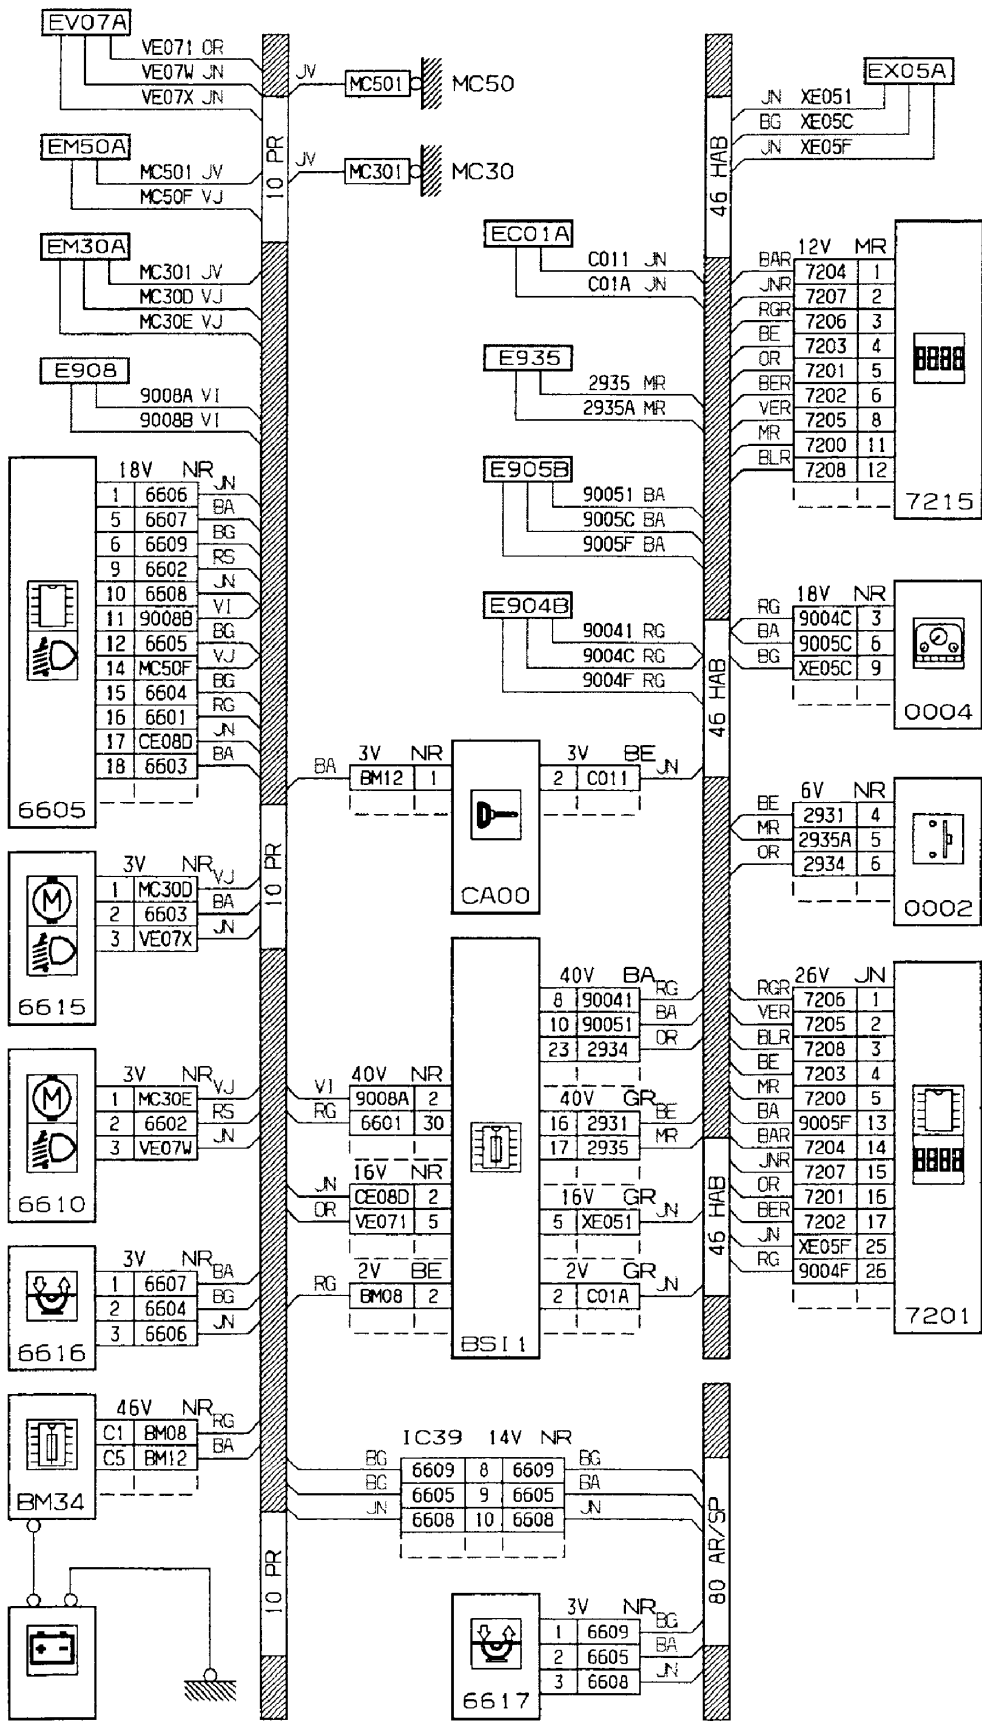 EV07A
VE071 OR
VE07W JN
VE07X JN
EM50A
MC501 JV
MC50F VJ
EM30A
MC301 JV
MC30D VJ
MC30E VJ
E908
9008A VI
9008B VI
18V NR
1 6606 JN
5 6607 BA
6 6609 BG
9 6602 RS
10 6608 JN
11 9008B VI
12 6605 BG
14 MC50F VJ
15 6604 BG
16 6601 RG
17 CE08D JN
18 6603 BA
6605
3V NR
1 MC30D VJ
2 6603 BA
3 VE07X JN
M
6615
3V NR
1 MC30E VJ
2 6602 RS
3 VE07W JN
M
6610
3V NR
1 6607 BA
2 6604 BG
3 6606 JN
6616
46V NR
C1 BM08 RG
C5 BM12 BA
BM34
+ -
10 PR
10 PR
10 PR
JV MC501 MC50
JV MC301 MC30
EC01A
C011 JN
C01A JN
E935
2935 MR
2935A MR
E905B
90051 BA
9005C BA
9005F BA
E904B
90041 RG
9004C RG
9004F RG
3V NR
BA BM12 1
3V BE
2 C011 JN
CA00
40V BA
8 90041 RG
10 90051 BA
23 2934 OR
40V NR
VI 9008A 2
RG 6601 30
40V GR
16 2931 BE
17 2935 MR
16V NR
JN CE08D 2
OR VE071 5
16V GR
5 XE051 JN
2V BE
RG BM08 2
2V GR
2 C01A JN
BSI1
IC39 14V NR
BG 6609 8 6609 BG
BG 6605 9 6605 BA
JN 6608 10 6608 JN
3V NR
1 6609 BG
2 6605 BA
3 6608 JN
6617
46 HAB
46 HAB
46 HAB
80 AR/SP
EX05A
JN XE051
BG XE05C
JN XE05F
12V MR
BAR 7204 1
JNR 7207 2
RGR 7206 3
BE 7203 4
OR 7201 5
BER 7202 6
VER 7205 8
MR 7200 11
BLR 7208 12
8888
7215
18V NR
RG 9004C 3
BA 9005C 6
BG XE05C 9
0004
6V NR
BE 2931 4
MR 2935A 5
OR 2934 6
0002
26V JN
RGR 7206 1
VER 7205 2
BLR 7208 3
BE 7203 4
MR 7200 5
BA 9005F 13
BAR 7204 14
JNR 7207 15
OR 7201 16
BER 7202 17
JN XE05F 25
RG 9004F 26
8888
7201